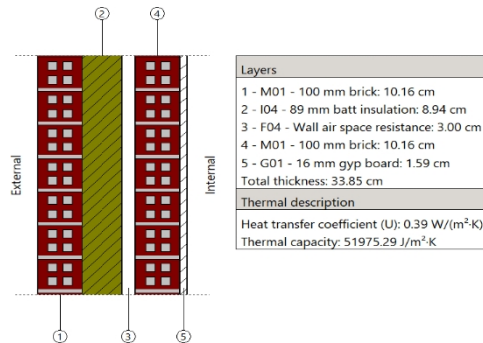 2
4
External
Internal
1
3
5
Layers
1 - M01 - 100 mm brick: 10.16 cm
2 - I04 - 89 mm batt insulation: 8.94 cm
3 - F04 - Wall air space resistance: 3.00 cm
4 - M01 - 100 mm brick: 10.16 cm
5 - G01 - 16 mm gyp board: 1.59 cm
Total thickness: 33.85 cm
Thermal description
Heat transfer coefficient (U): 0.39 W/(m²·K)
Thermal capacity: 51975.29 J/m²·K